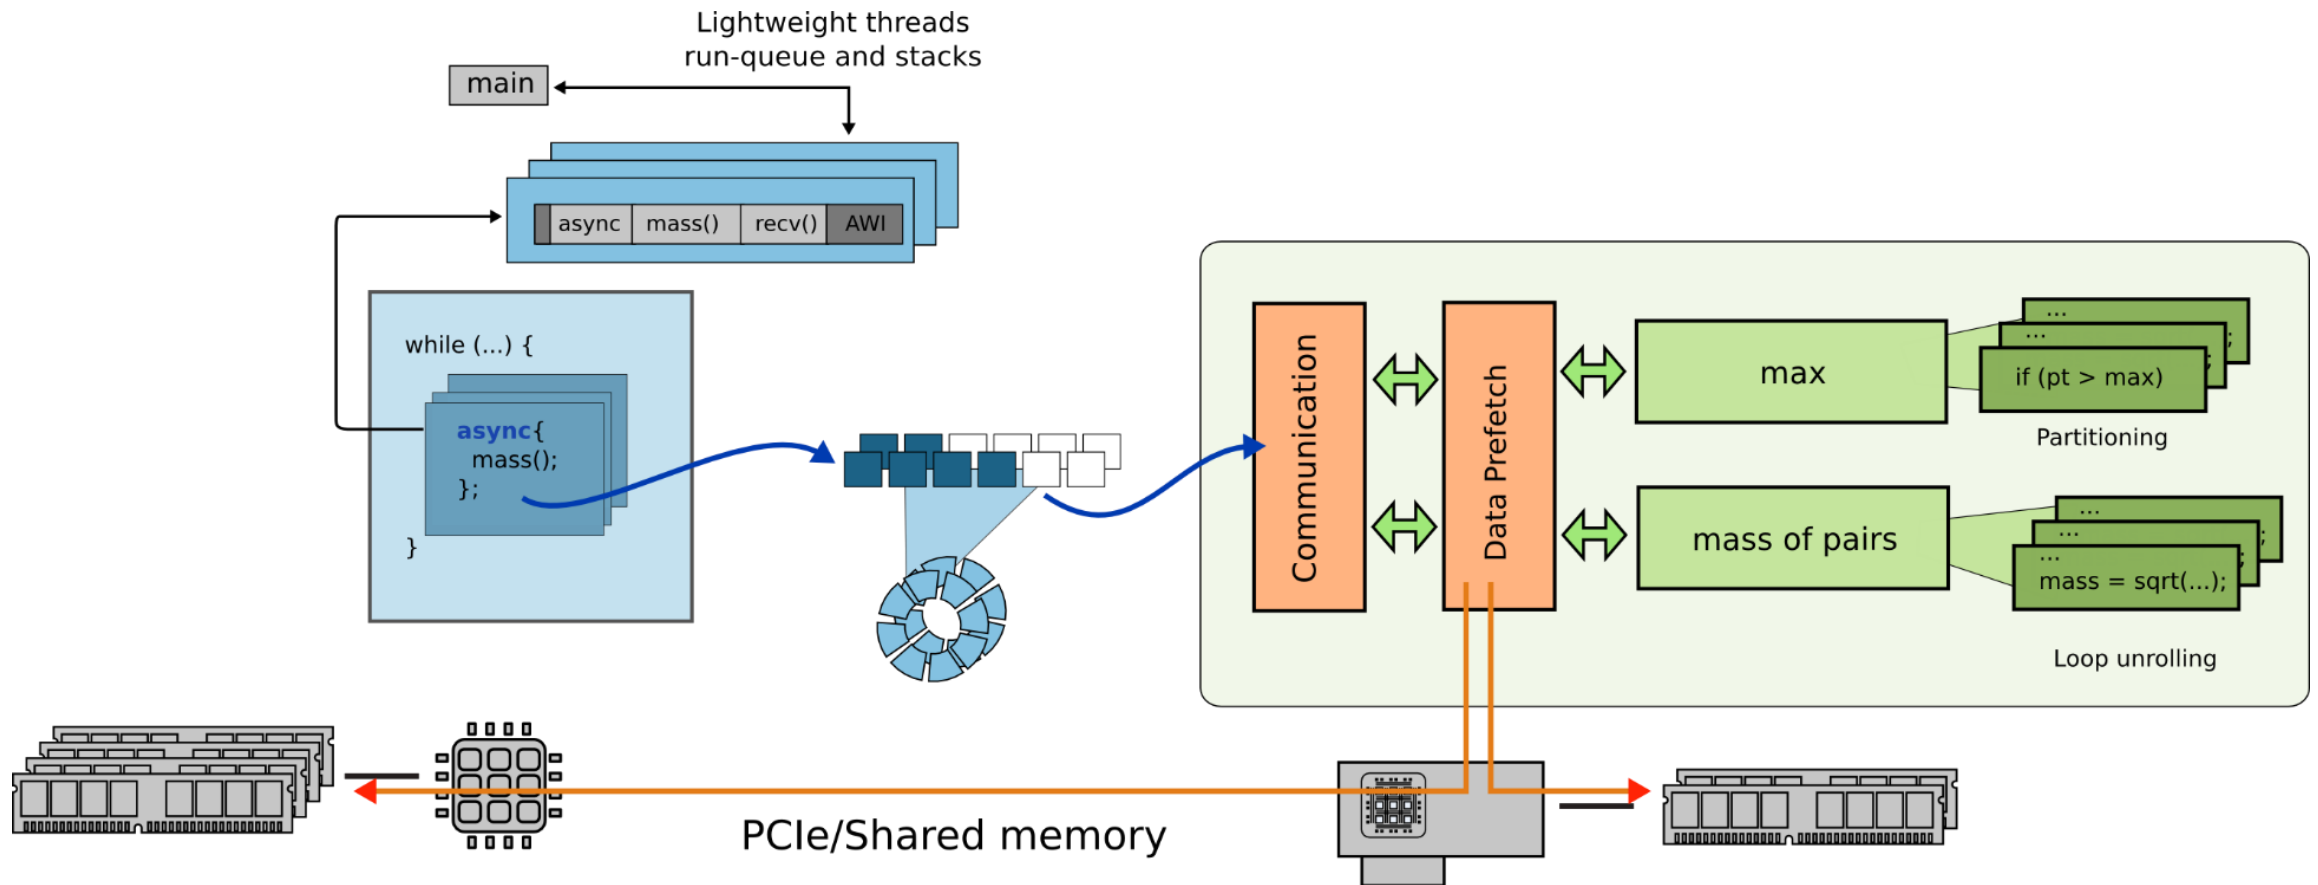 Lightweight threads
run-queue and stacks
main
async mass() recv() AWI
while (...) {
async{
mass();
};
}
Communication
Data Prefetch
max
...
...
;
;
if (pt > max)
Partitioning
mass of pairs
...
...
;
...
;
mass = sqrt(...);
Loop unrolling
PCIe/Shared memory